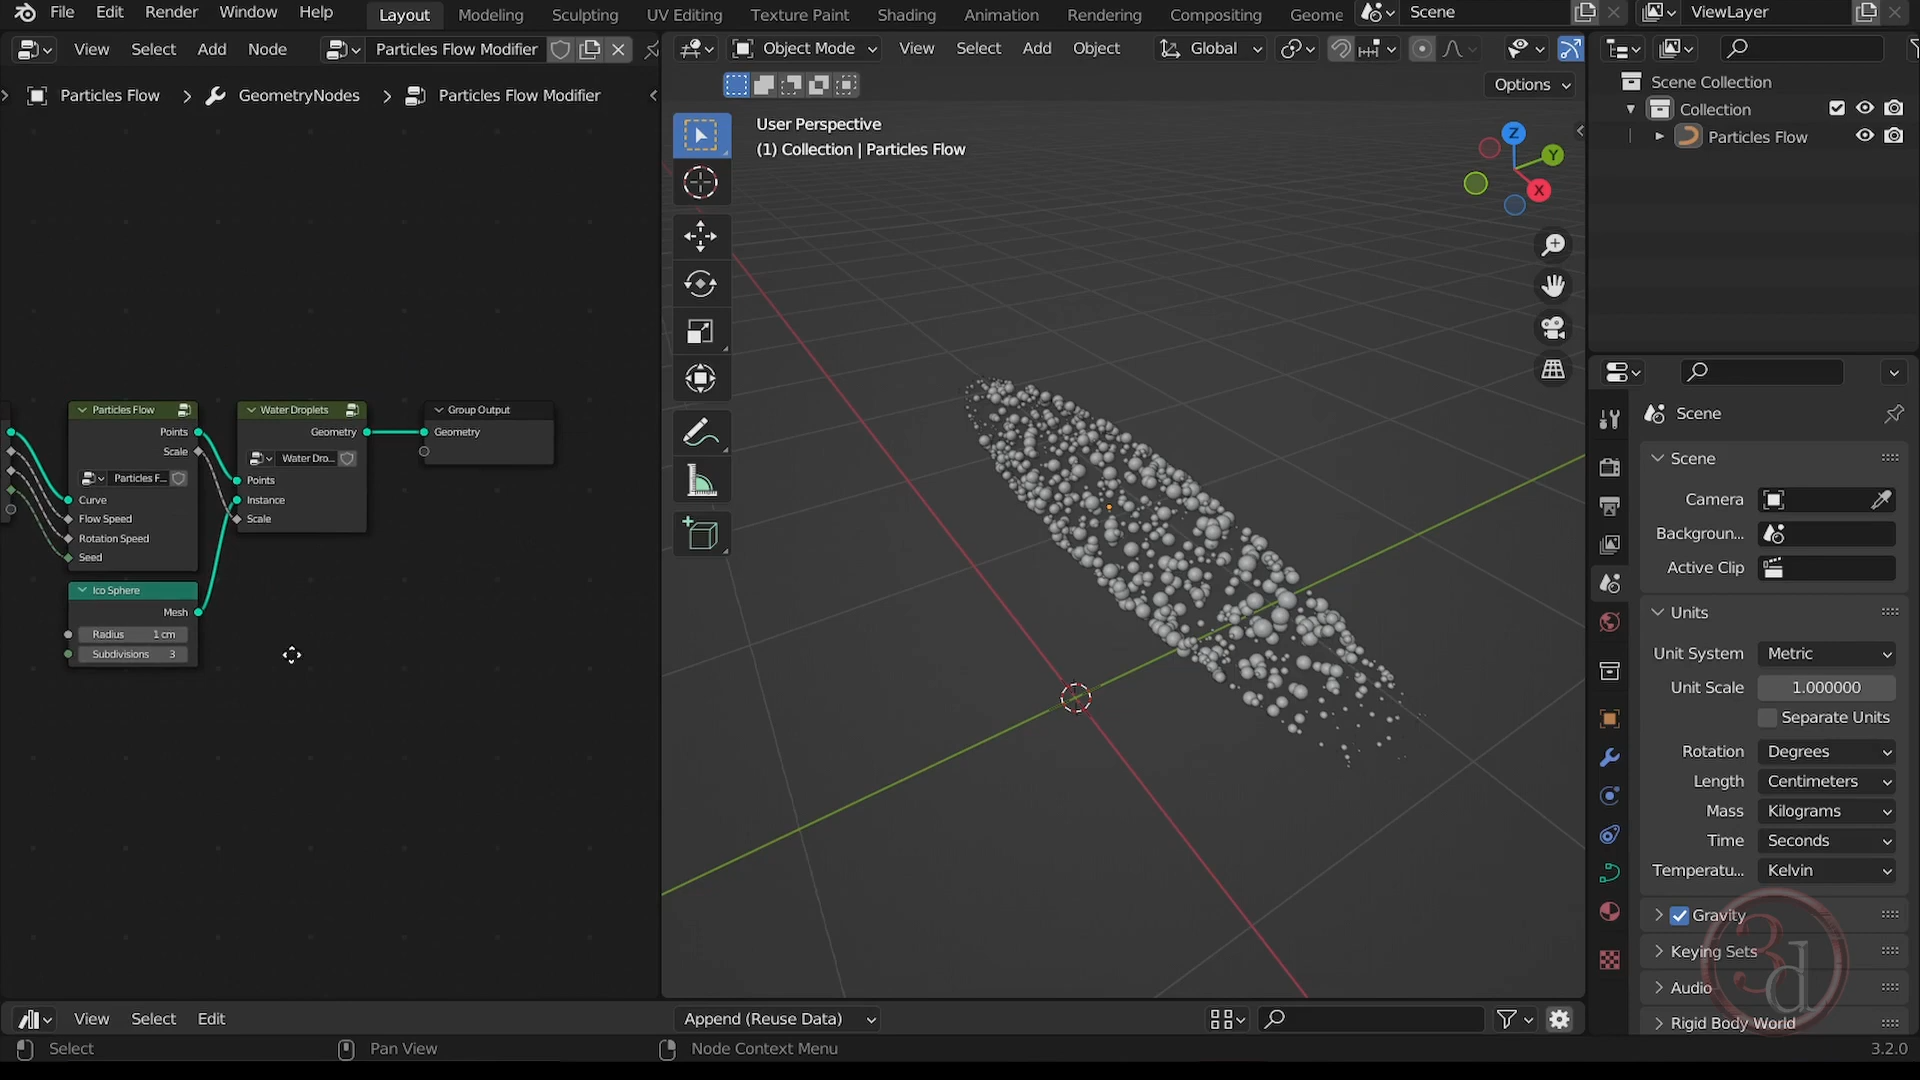 File Edit Render Window Help Layout Modeling Sculpting UV Editing Texture Paint Shading Animation Rendering Compositing Geome Scene ViewLayer
View Select Add Node Particles Flow Modifier
Object Mode View Select Add Object Global
Options
Particles Flow > GeometryNodes > Particles Flow Modifier
User Perspective
(1) Collection | Particles Flow
Z
Y
X
Scene Collection
Collection
Particles Flow
Particles Flow
Points
Scale
Particles F...
Curve
Flow Speed
Rotation Speed
Seed
Ico Sphere
Mesh
Radius 1 cm
Subdivisions 3
Water Droplets
Geometry
Water Dro...
Points
Instance
Scale
Group Output
Geometry
Scene
Scene
Camera
Backgroun...
Active Clip
Units
Unit System Metric
Unit Scale 1.000000
Separate Units
Rotation Degrees
Length Centimeters
Mass Kilograms
Time Seconds
Temperatu... Kelvin
Gravity
Keying Sets
Audio
Rigid Body World
3d
View Select Edit
Append (Reuse Data)
Select Pan View Node Context Menu 3.2.0